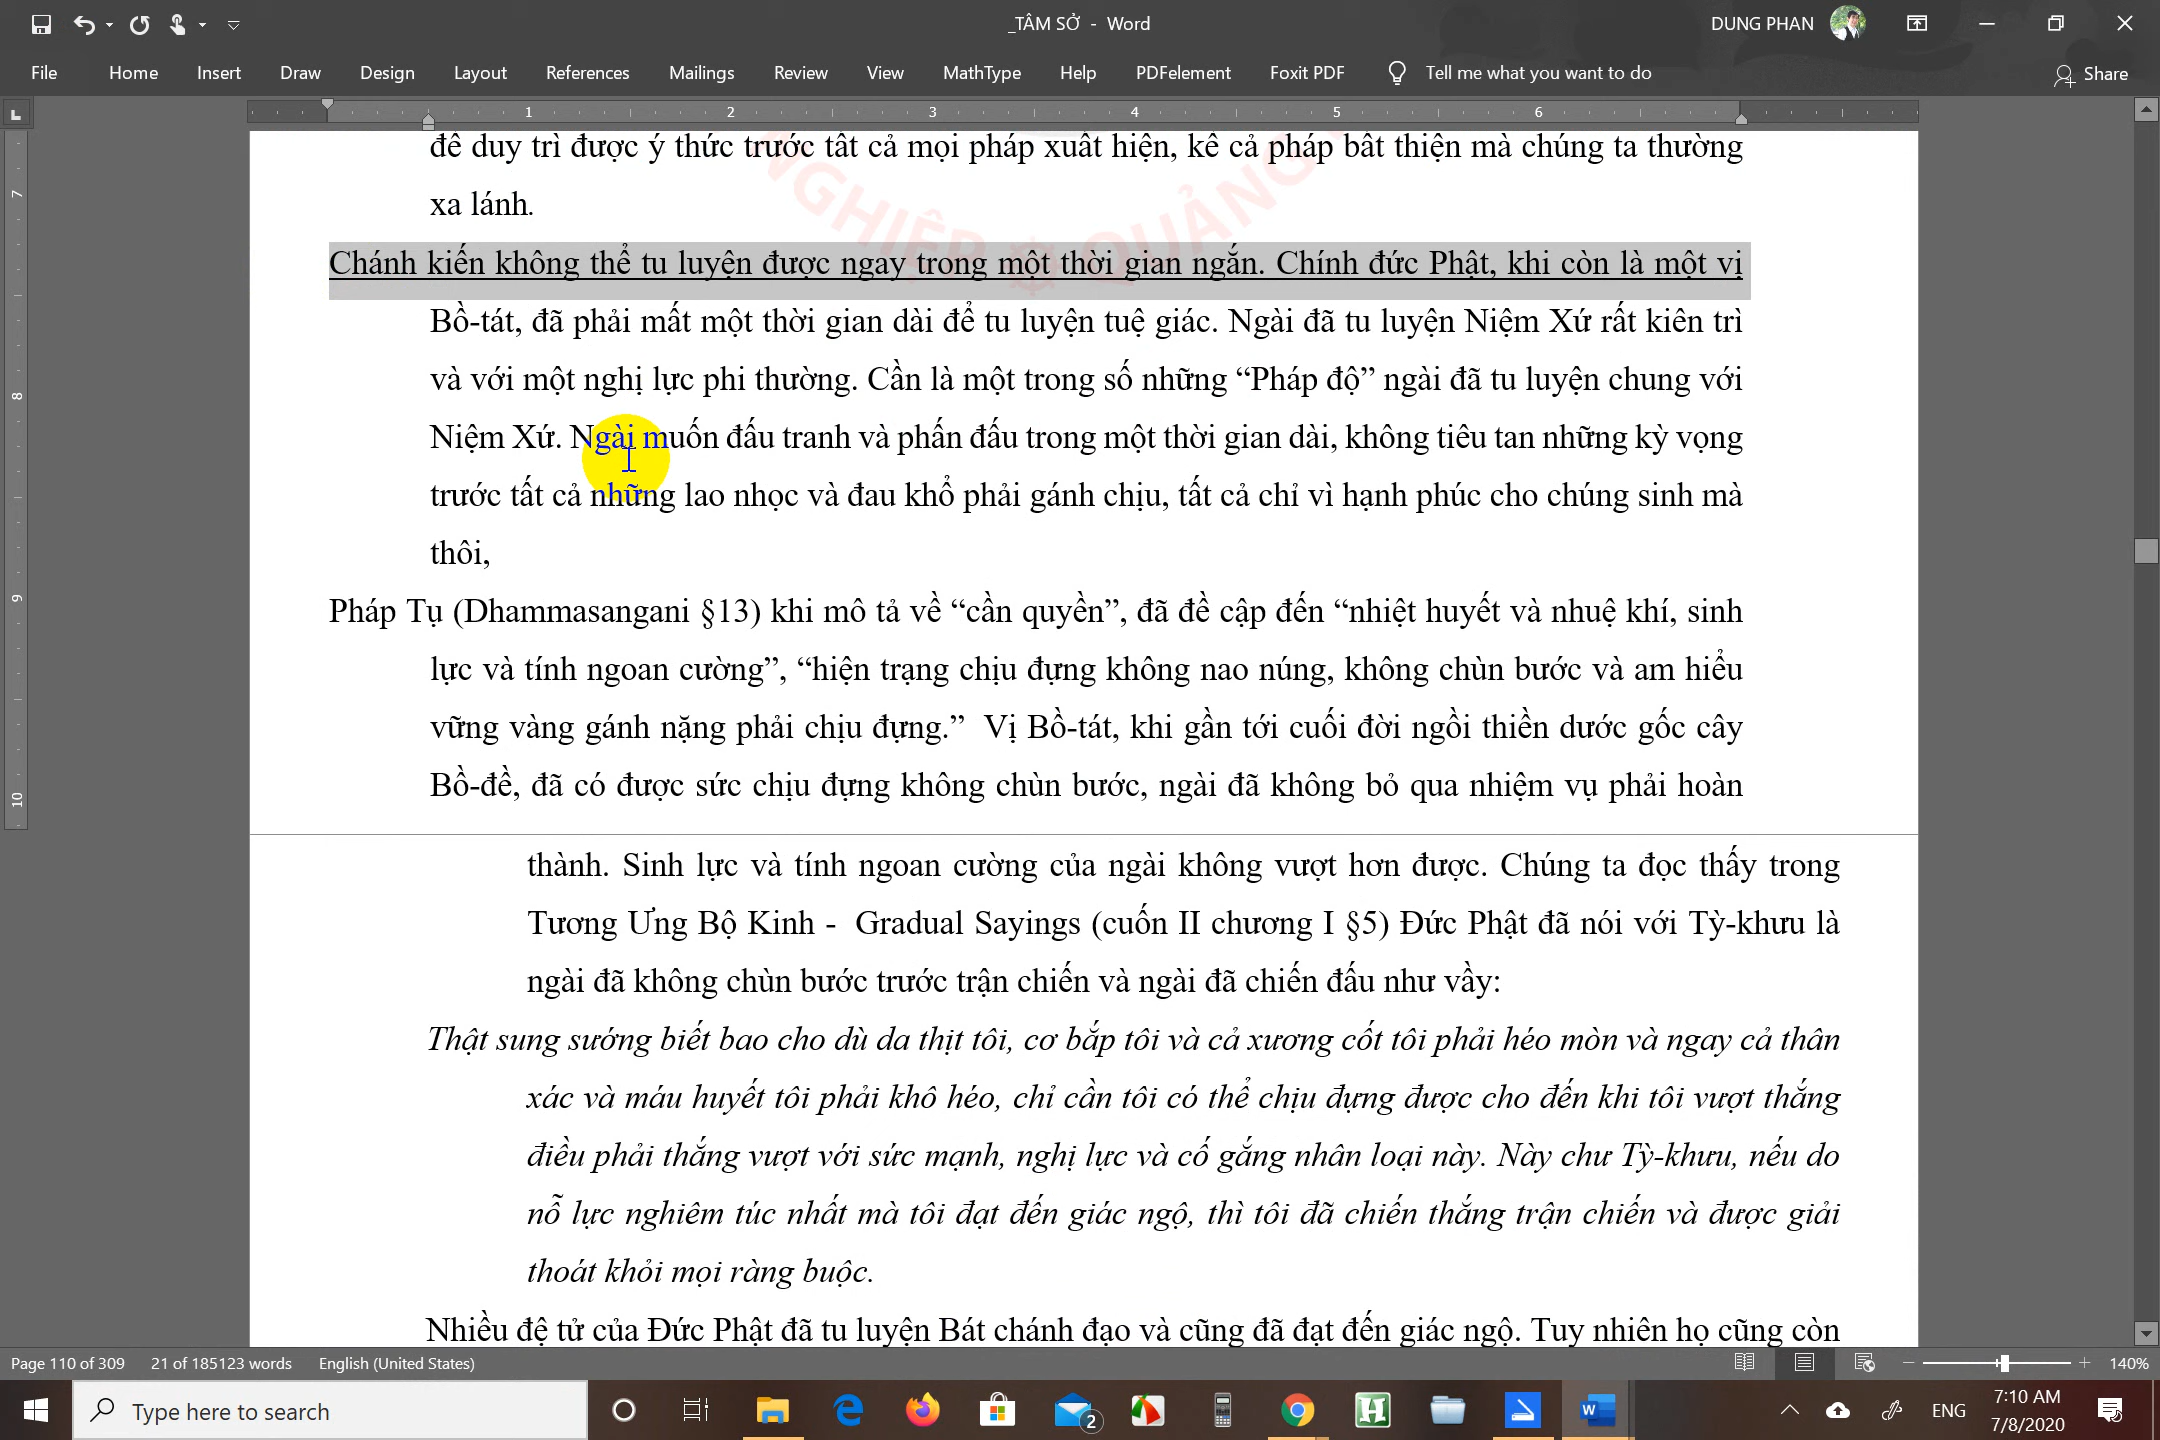 _TÂM SỞ - Word
DUNG PHAN
File Home Insert Draw Design Layout References Mailings Review View MathType Help PDFelement Foxit PDF Tell me what you want to do Share
1 2 3 4 5 6
để duy trì được ý thức trước tất cả mọi pháp xuất hiện, kể cả pháp bất thiện mà chúng ta thường
xa lánh.
NGHIỆP QUẢNG
Chánh kiến không thể tu luyện được ngay trong một thời gian ngắn. Chính đức Phật, khi còn là một vị
Bồ-tát, đã phải mất một thời gian dài để tu luyện tuệ giác. Ngài đã tu luyện Niệm Xứ rất kiên trì
và với một nghị lực phi thường. Cần là một trong số những “Pháp độ” ngài đã tu luyện chung với
Niệm Xứ. Ngài muốn đấu tranh và phấn đấu trong một thời gian dài, không tiêu tan những kỳ vọng
trước tất cả những lao nhọc và đau khổ phải gánh chịu, tất cả chỉ vì hạnh phúc cho chúng sinh mà
thôi,
Pháp Tụ (Dhammasangani §13) khi mô tả về “cần quyền”, đã đề cập đến “nhiệt huyết và nhuệ khí, sinh
lực và tính ngoan cường”, “hiện trạng chịu đựng không nao núng, không chùn bước và am hiểu
vững vàng gánh nặng phải chịu đựng.” Vị Bồ-tát, khi gần tới cuối đời ngồi thiền dước gốc cây
Bồ-đề, đã có được sức chịu đựng không chùn bước, ngài đã không bỏ qua nhiệm vụ phải hoàn
thành. Sinh lực và tính ngoan cường của ngài không vượt hơn được. Chúng ta đọc thấy trong
Tương Ưng Bộ Kinh - Gradual Sayings (cuốn II chương I §5) Đức Phật đã nói với Tỳ-khưu là
ngài đã không chùn bước trước trận chiến và ngài đã chiến đấu như vầy:
Thật sung sướng biết bao cho dù da thịt tôi, cơ bắp tôi và cả xương cốt tôi phải héo mòn và ngay cả thân
xác và máu huyết tôi phải khô héo, chỉ cần tôi có thể chịu đựng được cho đến khi tôi vượt thắng
điều phải thắng vượt với sức mạnh, nghị lực và cố gắng nhân loại này. Này chư Tỳ-khưu, nếu do
nỗ lực nghiêm túc nhất mà tôi đạt đến giác ngộ, thì tôi đã chiến thắng trận chiến và được giải
thoát khỏi mọi ràng buộc.
Nhiều đệ tử của Đức Phật đã tu luyện Bát chánh đạo và cũng đã đạt đến giác ngộ. Tuy nhiên họ cũng còn
7
8
9
10
Page 110 of 309 21 of 185123 words English (United States) 140%
Type here to search
2
ENG
7:10 AM
7/8/2020